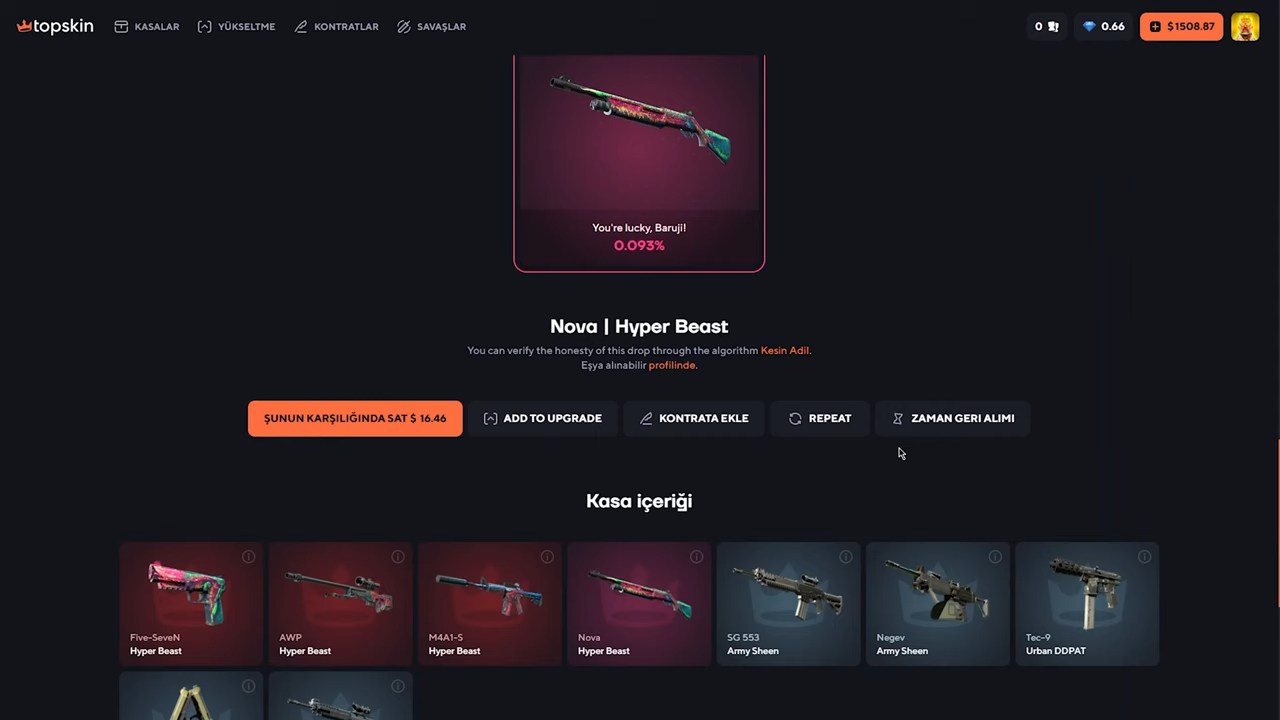 topskin
KASALAR
YÜKSELTME
KONTRATLAR
SAVAŞLAR
0
0.66
$1508.87
You're lucky, Baruji!
0.093%
Nova | Hyper Beast
You can verify the honesty of this drop through the algorithm Kesin Adil.
Eşya alınabilir profilinde.
ŞUNUN KARŞILIĞINDA SAT $ 16.46
ADD TO UPGRADE
KONTRATA EKLE
REPEAT
ZAMAN GERI ALIMI
Kasa içeriği
Five-SeveN
Hyper Beast
AWP
Hyper Beast
M4A1-S
Hyper Beast
Nova
Hyper Beast
SG 553
Army Sheen
Negev
Army Sheen
Tec-9
Urban DDPAT